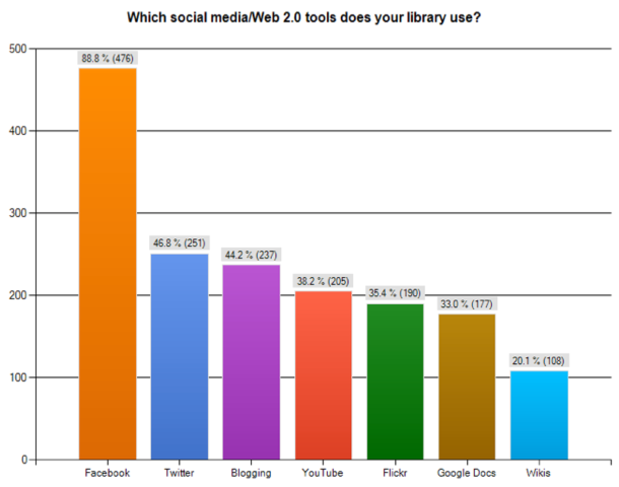 Which social media/Web 2.0 tools does your library use?
500
88.8 % (476)
400
300
46.8 % (251)
44.2 % (237)
38.2 % (205)
200
35.4 % (190)
33.0 % (177)
20.1 % (108)
100
0
Facebook Twitter Blogging YouTube Flickr Google Docs Wikis